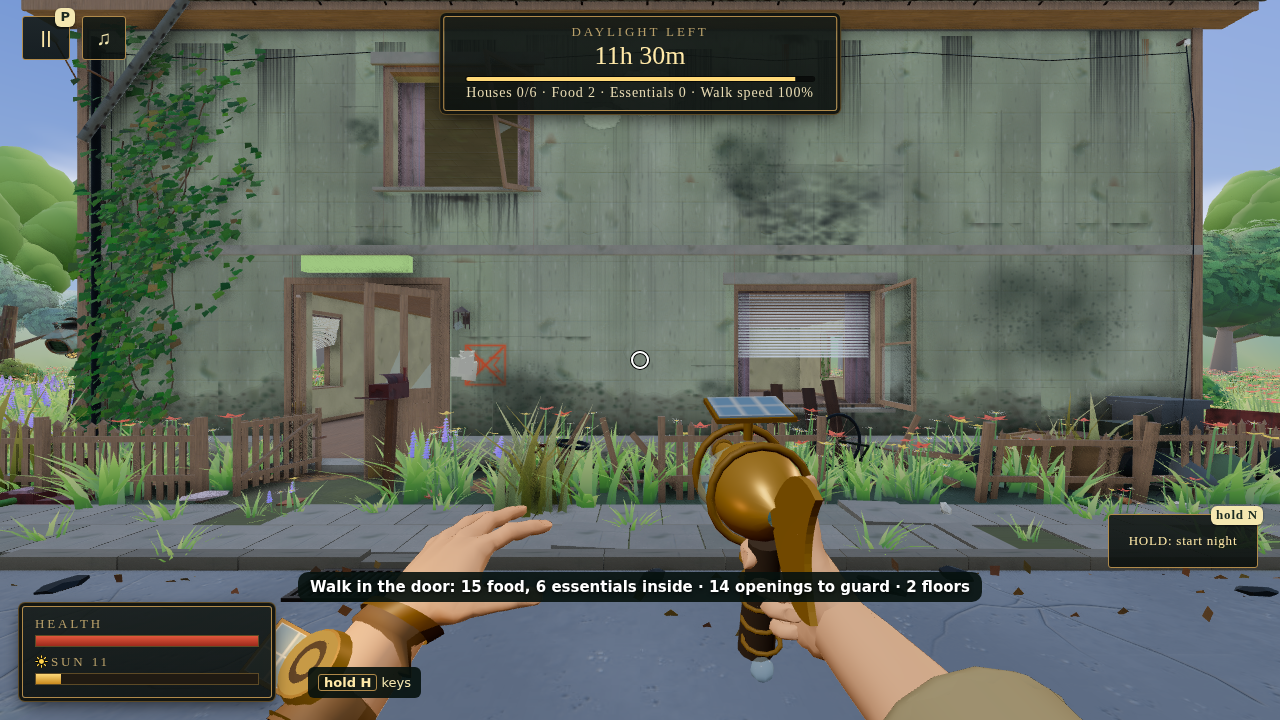 P
DAYLIGHT LEFT
11h 30m
Houses 0/6 · Food 2 · Essentials 0 · Walk speed 100%
hold N
HOLD: start night
Walk in the door: 15 food, 6 essentials inside · 14 openings to guard · 2 floors
HEALTH
SUN 11
hold H keys